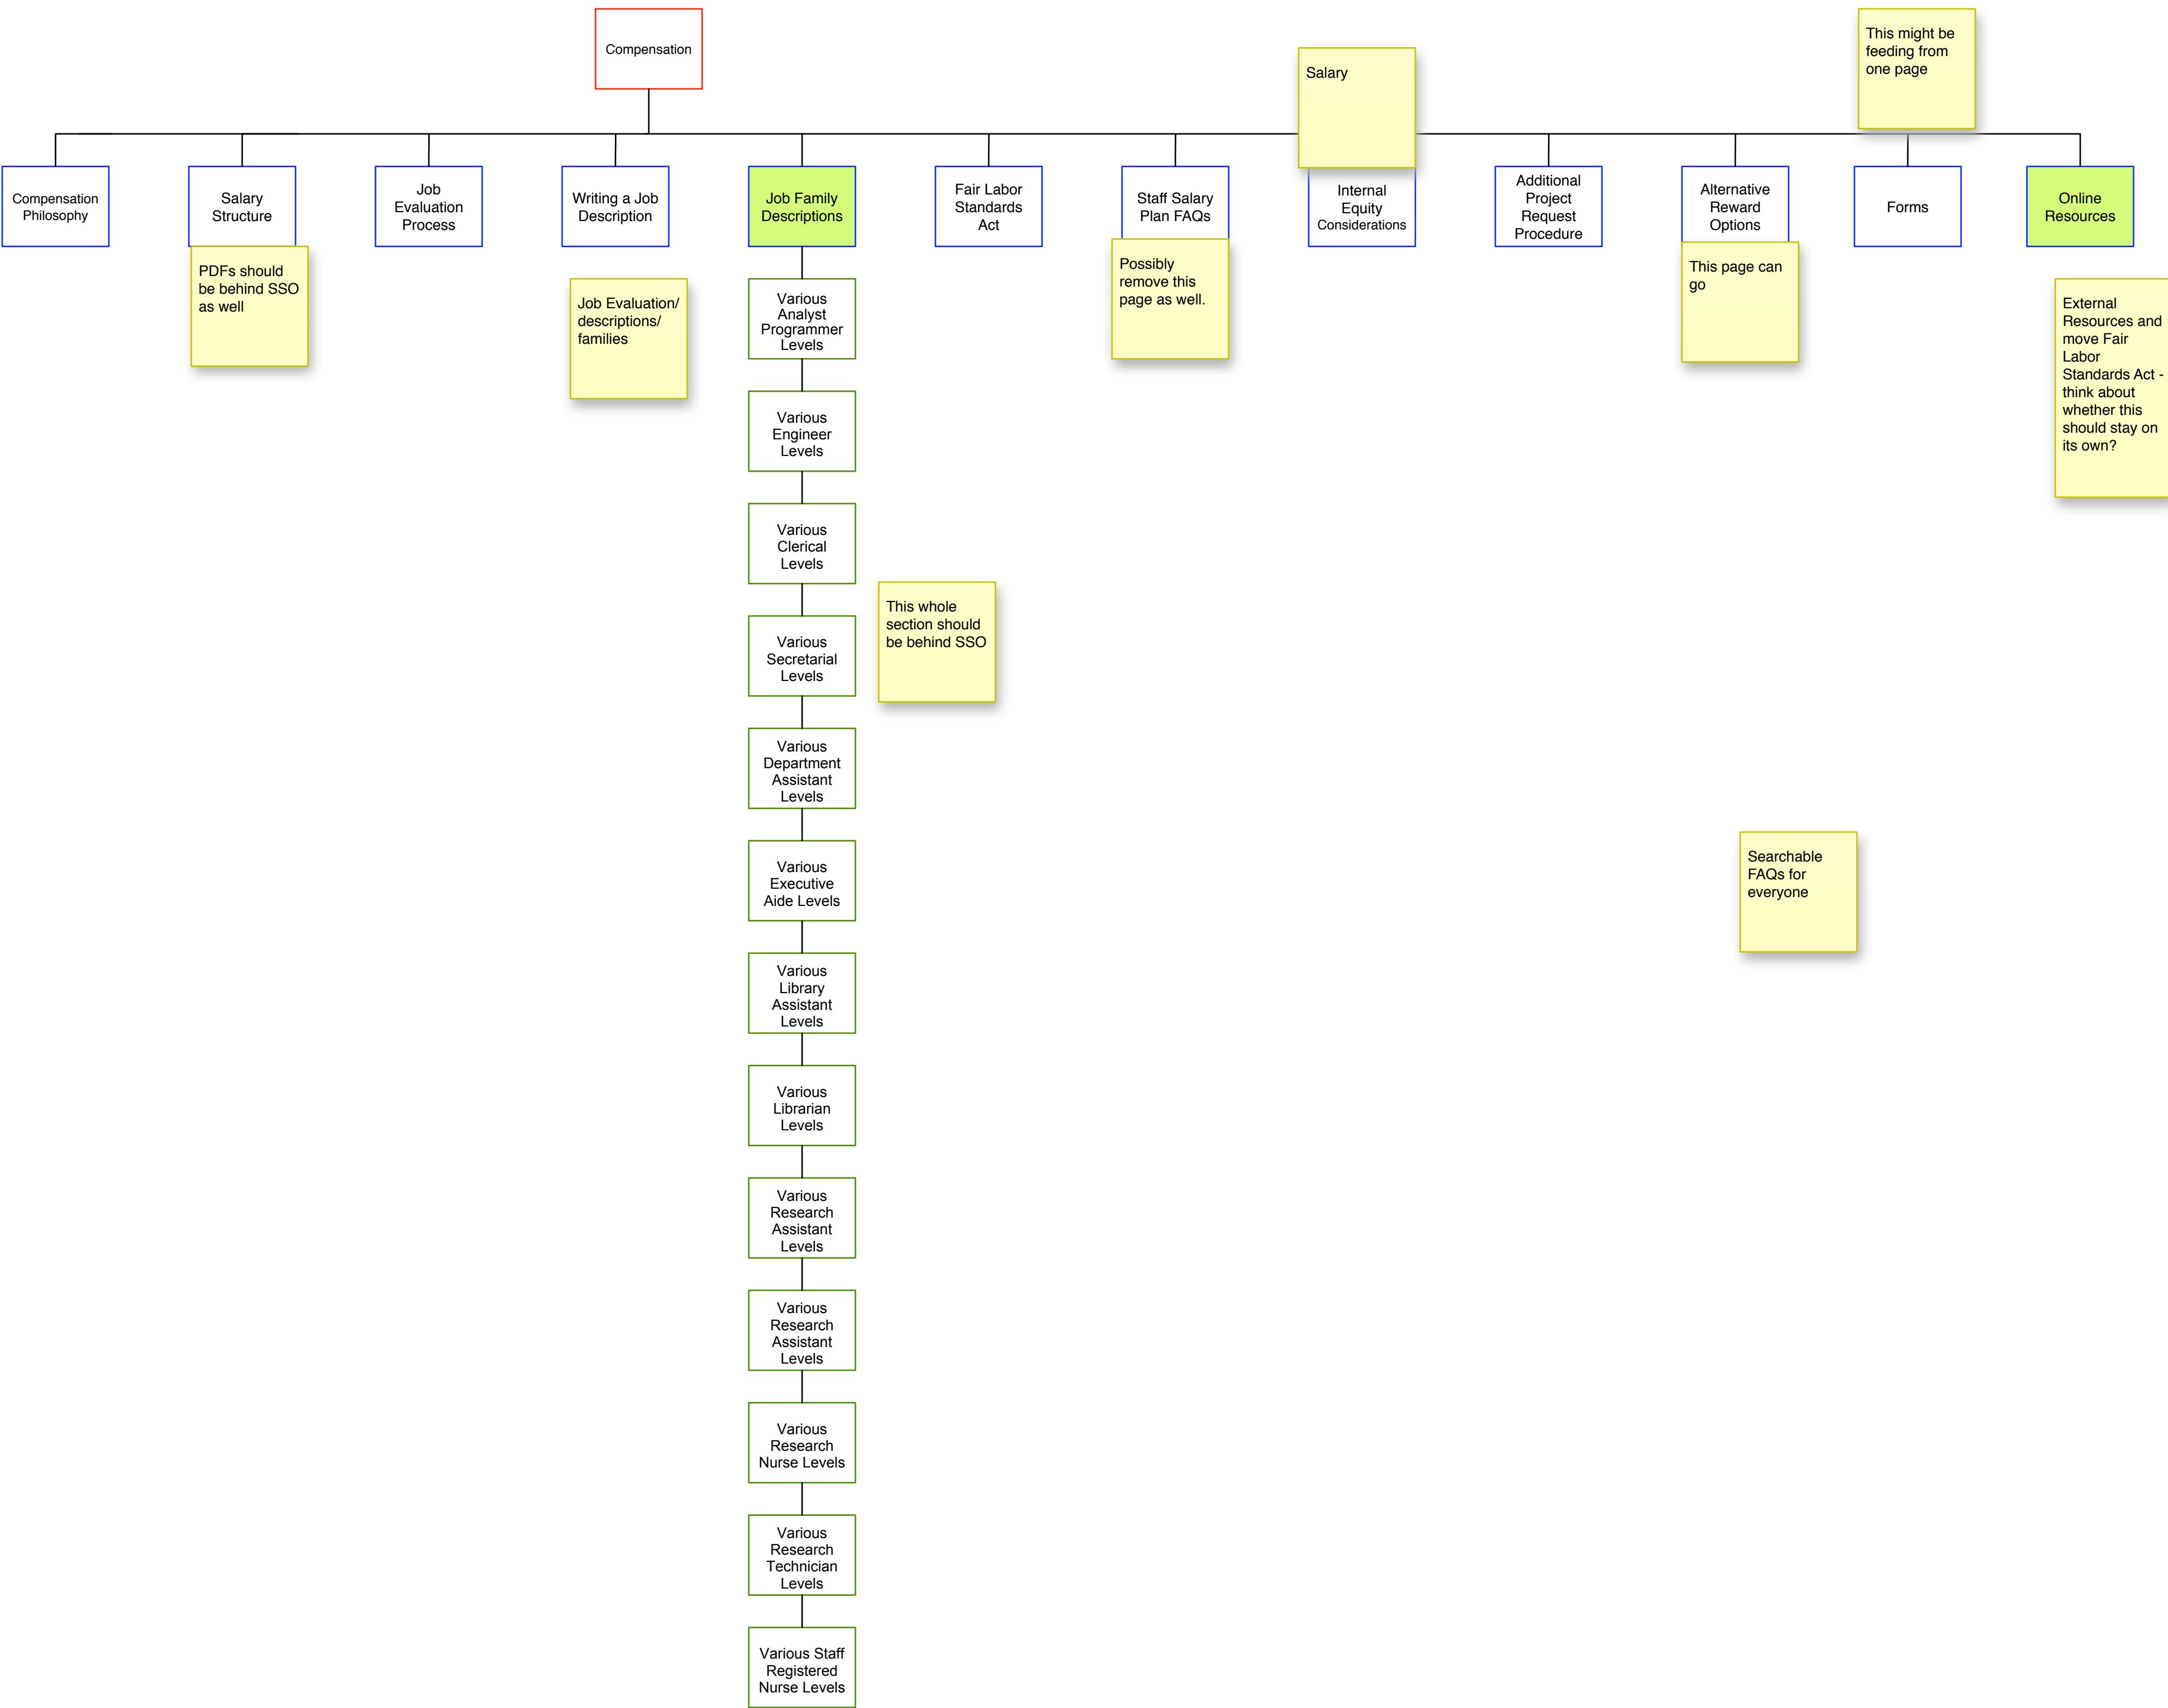 Compensation
Salary
This might be
feeding from
one page
Compensation
Philosophy
Salary
Structure
Job
Evaluation
Process
Writing a Job
Description
Job Family
Descriptions
Fair Labor
Standards
Act
Staff Salary
Plan FAQs
Internal
Equity
Considerations
Additional
Project
Request
Procedure
Alternative
Reward
Options
Forms
Online
Resources
PDFs should
be behind SSO
as well
Job Evaluation/
descriptions/
families
Possibly
remove this
page as well.
This page can
go
External
Resources and
move Fair
Labor
Standards Act -
think about
whether this
should stay on
its own?
Various
Analyst
Programmer
Levels
Various
Engineer
Levels
Various
Clerical
Levels
This whole
section should
be behind SSO
Various
Secretarial
Levels
Various
Department
Assistant
Levels
Various
Executive
Aide Levels
Searchable
FAQs for
everyone
Various
Library
Assistant
Levels
Various
Librarian
Levels
Various
Research
Assistant
Levels
Various
Research
Assistant
Levels
Various
Research
Nurse Levels
Various
Research
Technician
Levels
Various Staff
Registered
Nurse Levels